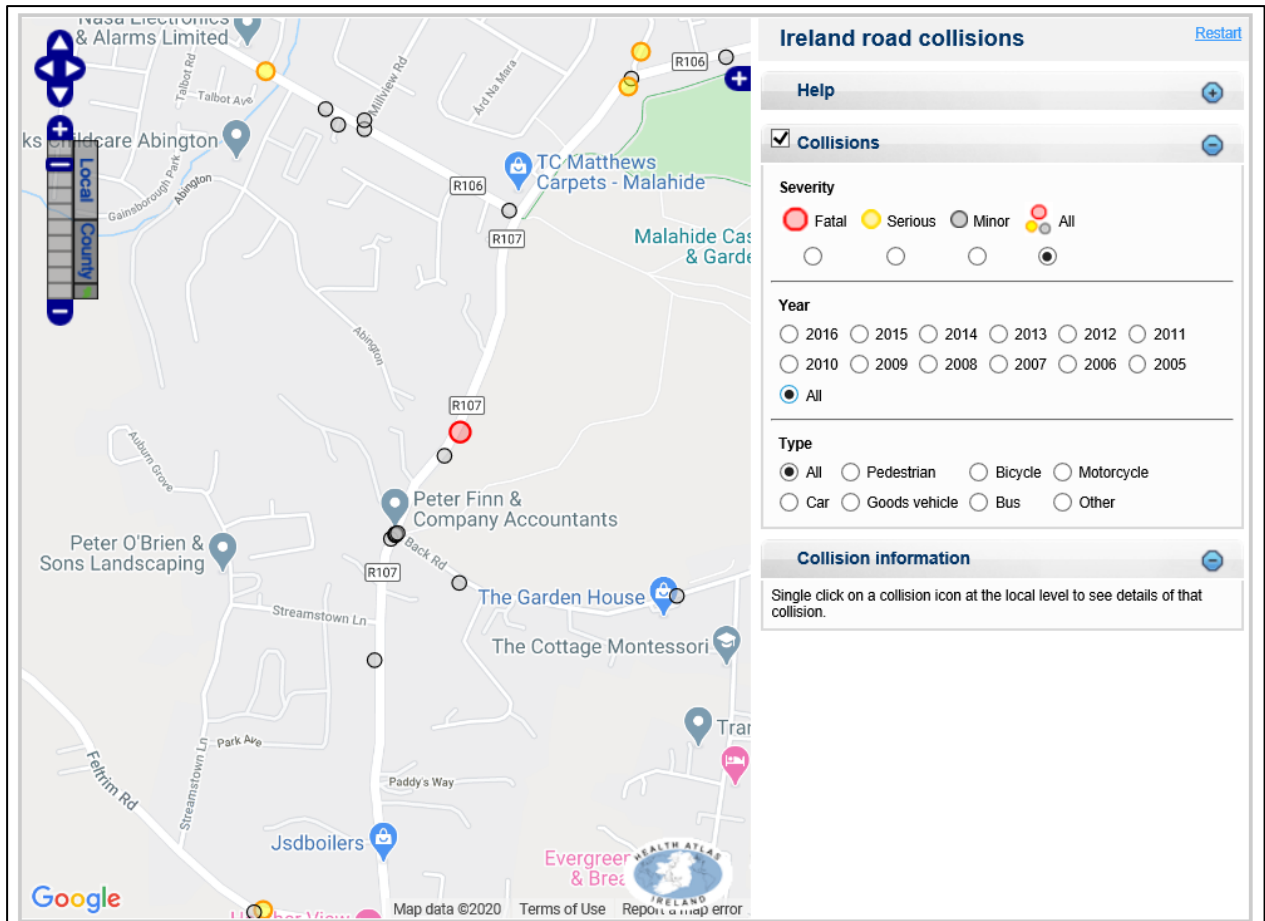 Nasa Electronics
& Alarms Limited
Talbot Rd
Talbot Ave
Millview Rd
Ard Na Mara
R106
ks Childcare Abington
Gainsborough Park
Abington
R106
TC Matthews
Carpets - Malahide
R107
Malahide Cas
& Garde
Local
County
Abington
R107
Auburn Grove
Peter Finn &
Company Accountants
Peter O'Brien &
Sons Landscaping
Back Rd
R107
The Garden House
Streamstown Ln
The Cottage Montessori
Tran
Park Ave
Streamstown Ln
Feltrim Rd
Paddy's Way
Jsdboilers
Evergreen
& Brea
HEALTH ATLAS
IRELAND
Google
her View
Map data ©2020 Terms of Use Report a map error
Ireland road collisions
Restart
Help
Collisions
Severity
Fatal Serious Minor All
Year
2016 2015 2014 2013 2012 2011
2010 2009 2008 2007 2006 2005
All
Type
All Pedestrian Bicycle Motorcycle
Car Goods vehicle Bus Other
Collision information
Single click on a collision icon at the local level to see details of that
collision.